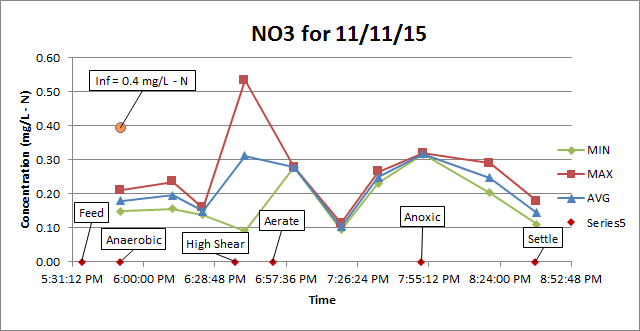 NO3 for 11/11/15
Concentration (mg/L - N)
0.60
0.50
0.40
0.30
0.20
0.10
0.00
Inf = 0.4 mg/L - N
Feed
Anaerobic
High Shear
Aerate
Anoxic
Settle
MIN
MAX
AVG
Series5
5:31:12 PM 6:00:00 PM 6:28:48 PM 6:57:36 PM 7:26:24 PM 7:55:12 PM 8:24:00 PM 8:52:48 PM
Time